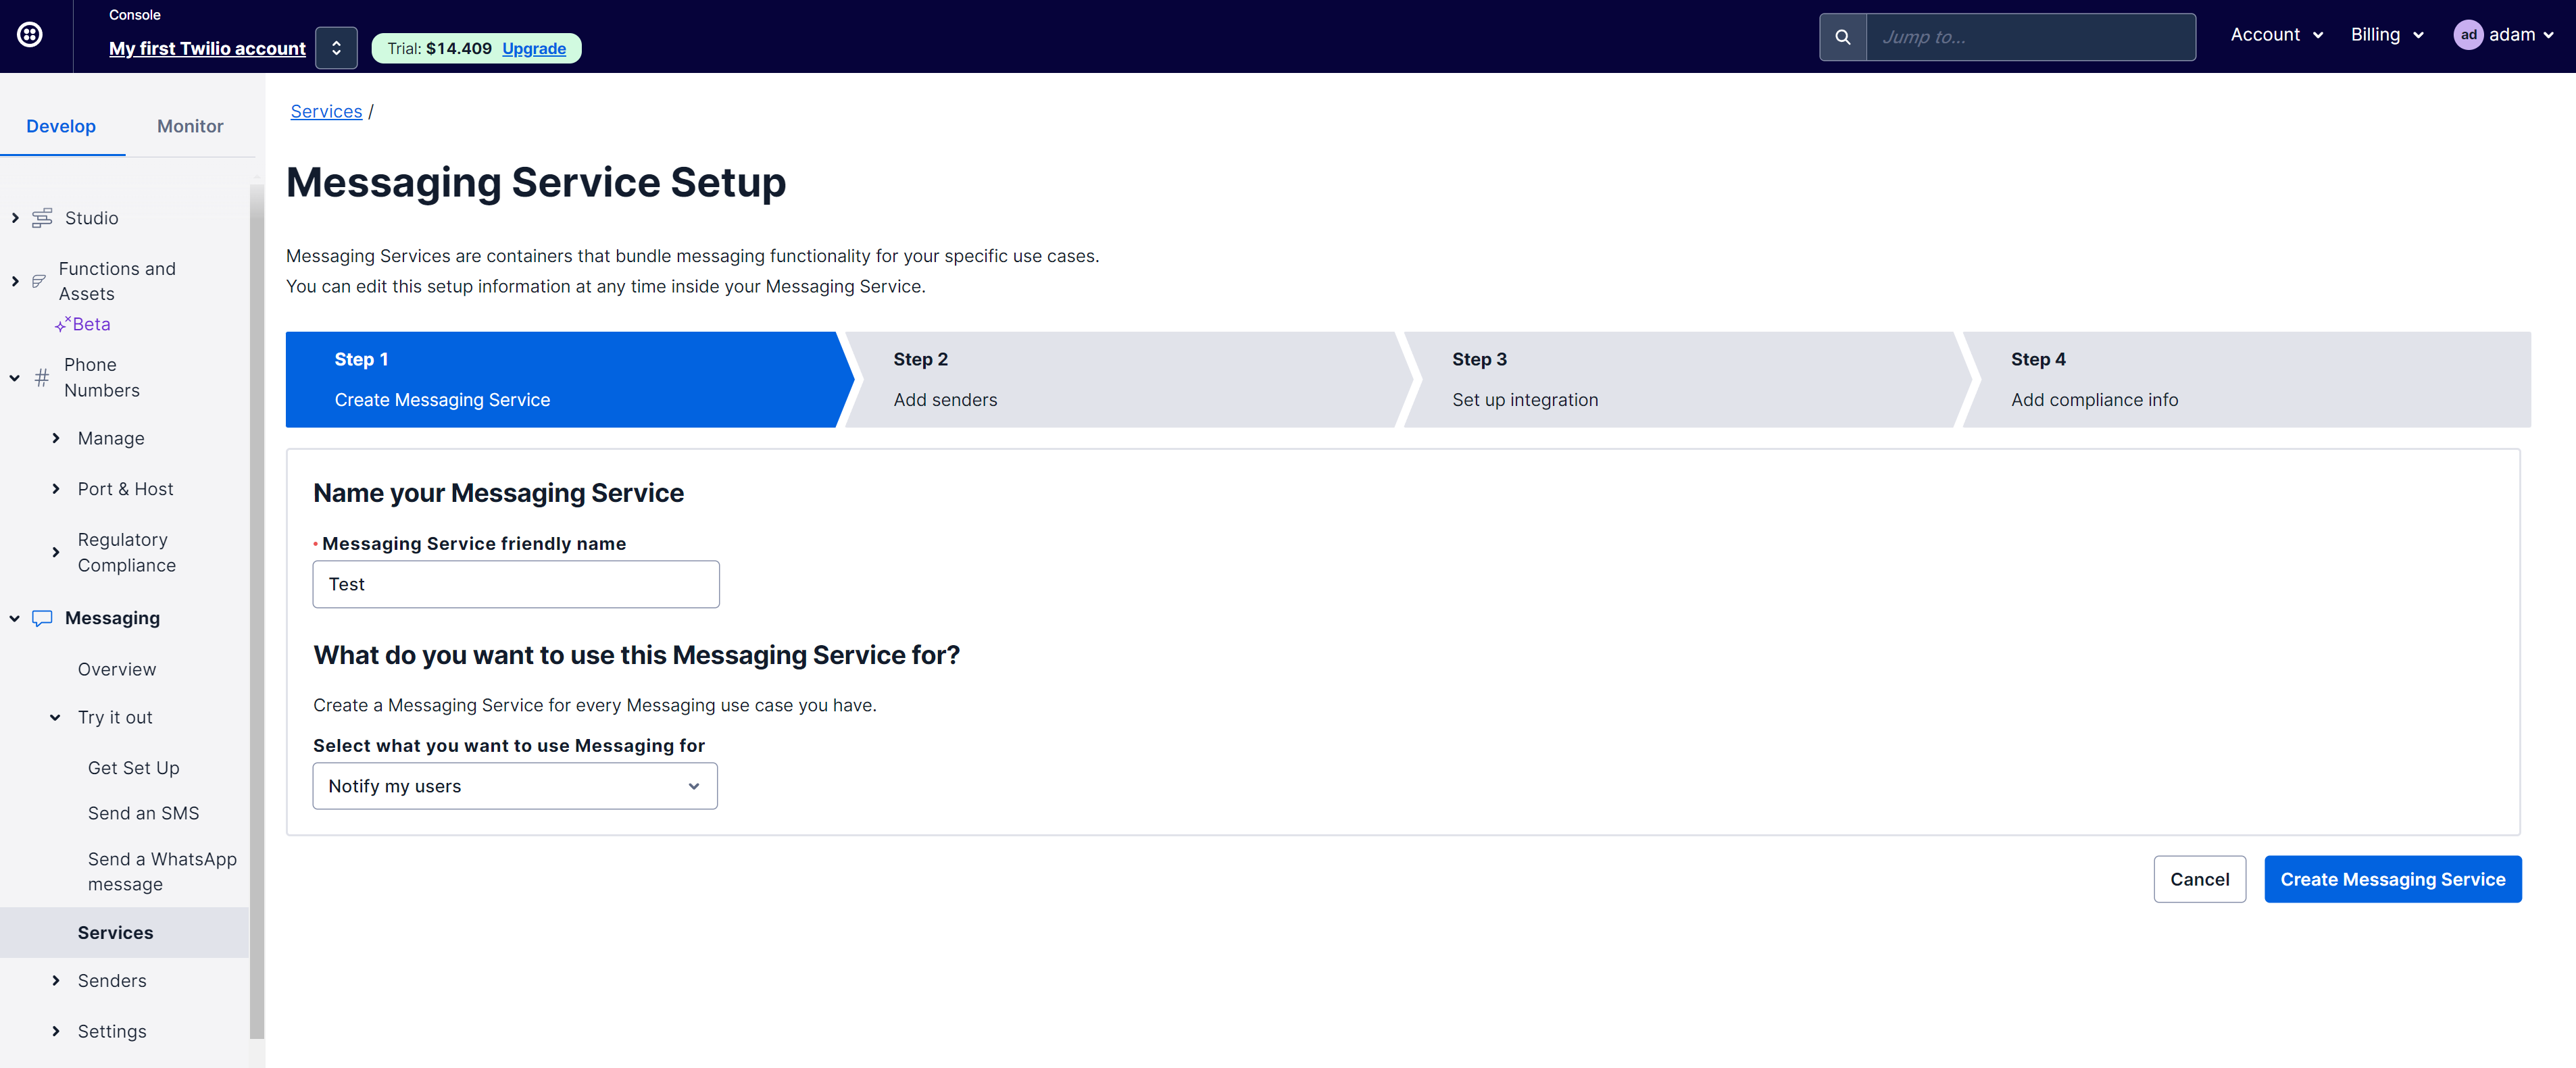 Console
My first Twilio account
Trial: $14.409 Upgrade
Jump to...
Account
Billing
ad adam
Develop
Monitor
Studio
Functions and
Assets
Beta
Phone
Numbers
Manage
Port & Host
Regulatory
Compliance
Messaging
Overview
Try it out
Get Set Up
Send an SMS
Send a WhatsApp
message
Services
Senders
Settings
Services /
Messaging Service Setup
Messaging Services are containers that bundle messaging functionality for your specific use cases.
You can edit this setup information at any time inside your Messaging Service.
Step 1
Create Messaging Service
Step 2
Add senders
Step 3
Set up integration
Step 4
Add compliance info
Name your Messaging Service
Messaging Service friendly name
Test
What do you want to use this Messaging Service for?
Create a Messaging Service for every Messaging use case you have.
Select what you want to use Messaging for
Notify my users
Cancel
Create Messaging Service